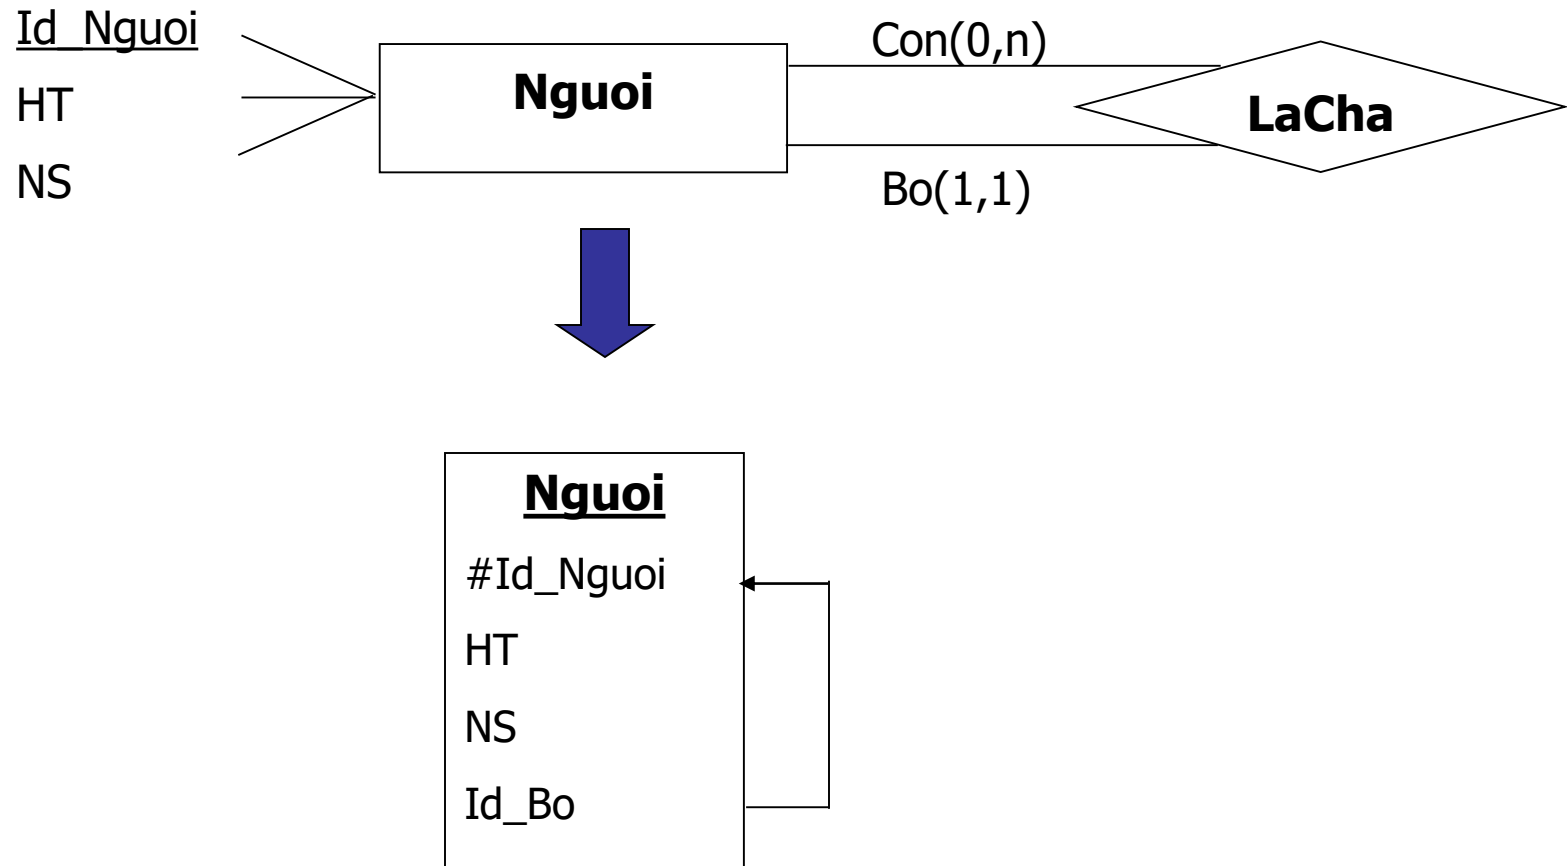 Id_Nguoi
HT
NS
Nguoi
Con(0,n)
LaCha
Bo(1,1)
Nguoi
#Id_Nguoi
HT
NS
Id_Bo